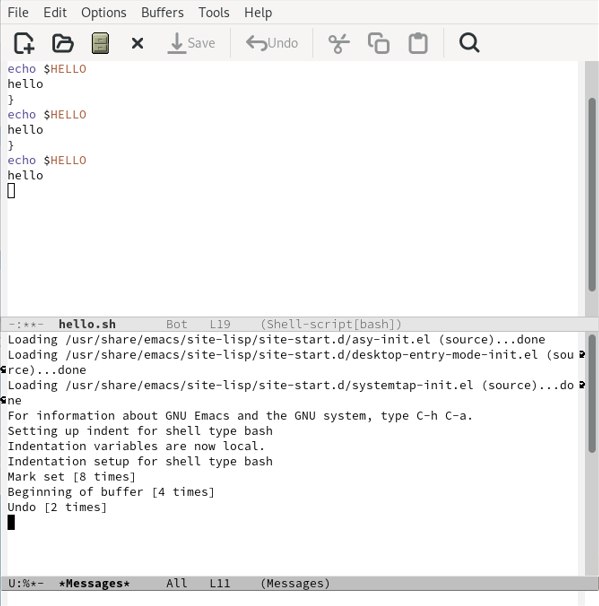 File Edit Options Buffers Tools Help
Save Undo
echo $HELLO
hello
}
echo $HELLO
hello
}
echo $HELLO
hello
-:**- hello.sh Bot L19 (Shell-script[bash])
Loading /usr/share/emacs/site-lisp/site-start.d/asy-init.el (source)...done
Loading /usr/share/emacs/site-lisp/site-start.d/desktop-entry-mode-init.el (sou
rce)...done
Loading /usr/share/emacs/site-lisp/site-start.d/systemtap-init.el (source)...do
ne
For information about GNU Emacs and the GNU system, type C-h C-a.
Setting up indent for shell type bash
Indentation variables are now local.
Indentation setup for shell type bash
Mark set [8 times]
Beginning of buffer [4 times]
Undo [2 times]
U:%*- *Messages* All L11 (Messages)